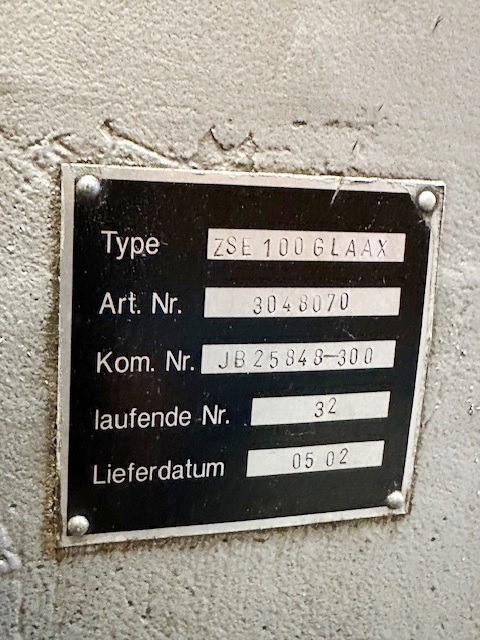 Type ZSE 100 GLAAX
Art. Nr. 3048070
Kom. Nr. JB 25848-300
laufende Nr. 32
Lieferdatum 05 02